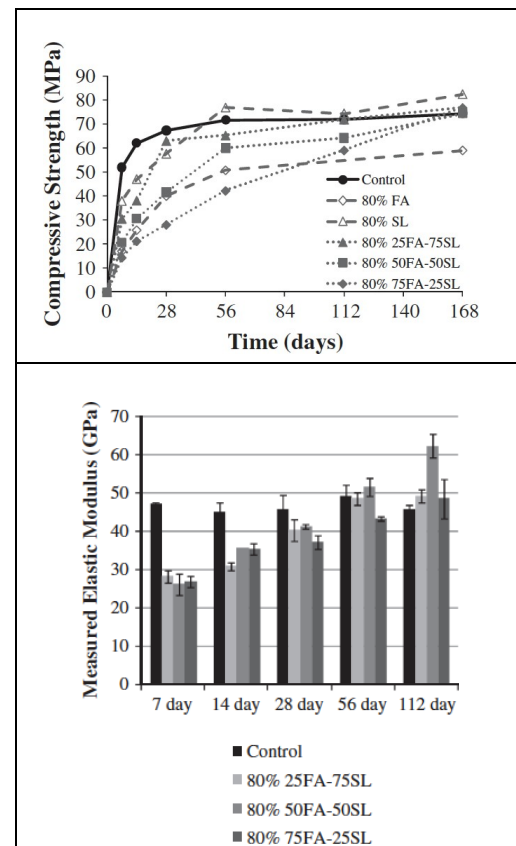 Compressive Strength (MPa)
90
80
70
60
50
40
30
20
10
0
Control
80% FA
80% SL
80% 25FA-75SL
80% 50FA-50SL
80% 75FA-25SL
0 28 56 84 112 140 168
Time (days)
Measured Elastic Modulus (GPa)
70
60
50
40
30
20
10
0
7 day 14 day 28 day 56 day 112 day
Control
80% 25FA-75SL
80% 50FA-50SL
80% 75FA-25SL